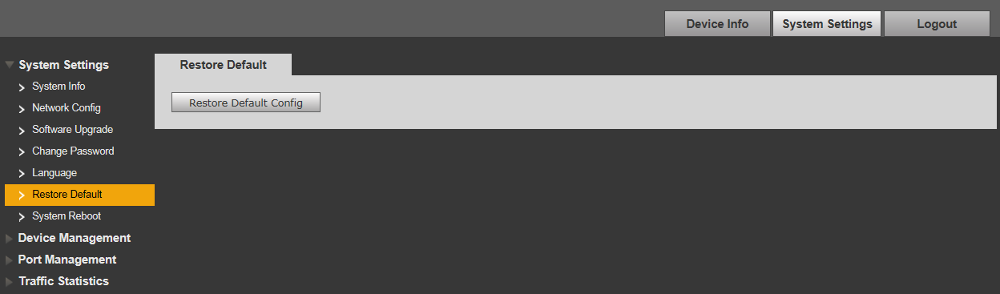 Device Info
System Settings
Logout
System Settings
System Info
Network Config
Software Upgrade
Change Password
Language
Restore Default
System Reboot
Device Management
Port Management
Traffic Statistics
Restore Default
Restore Default Config